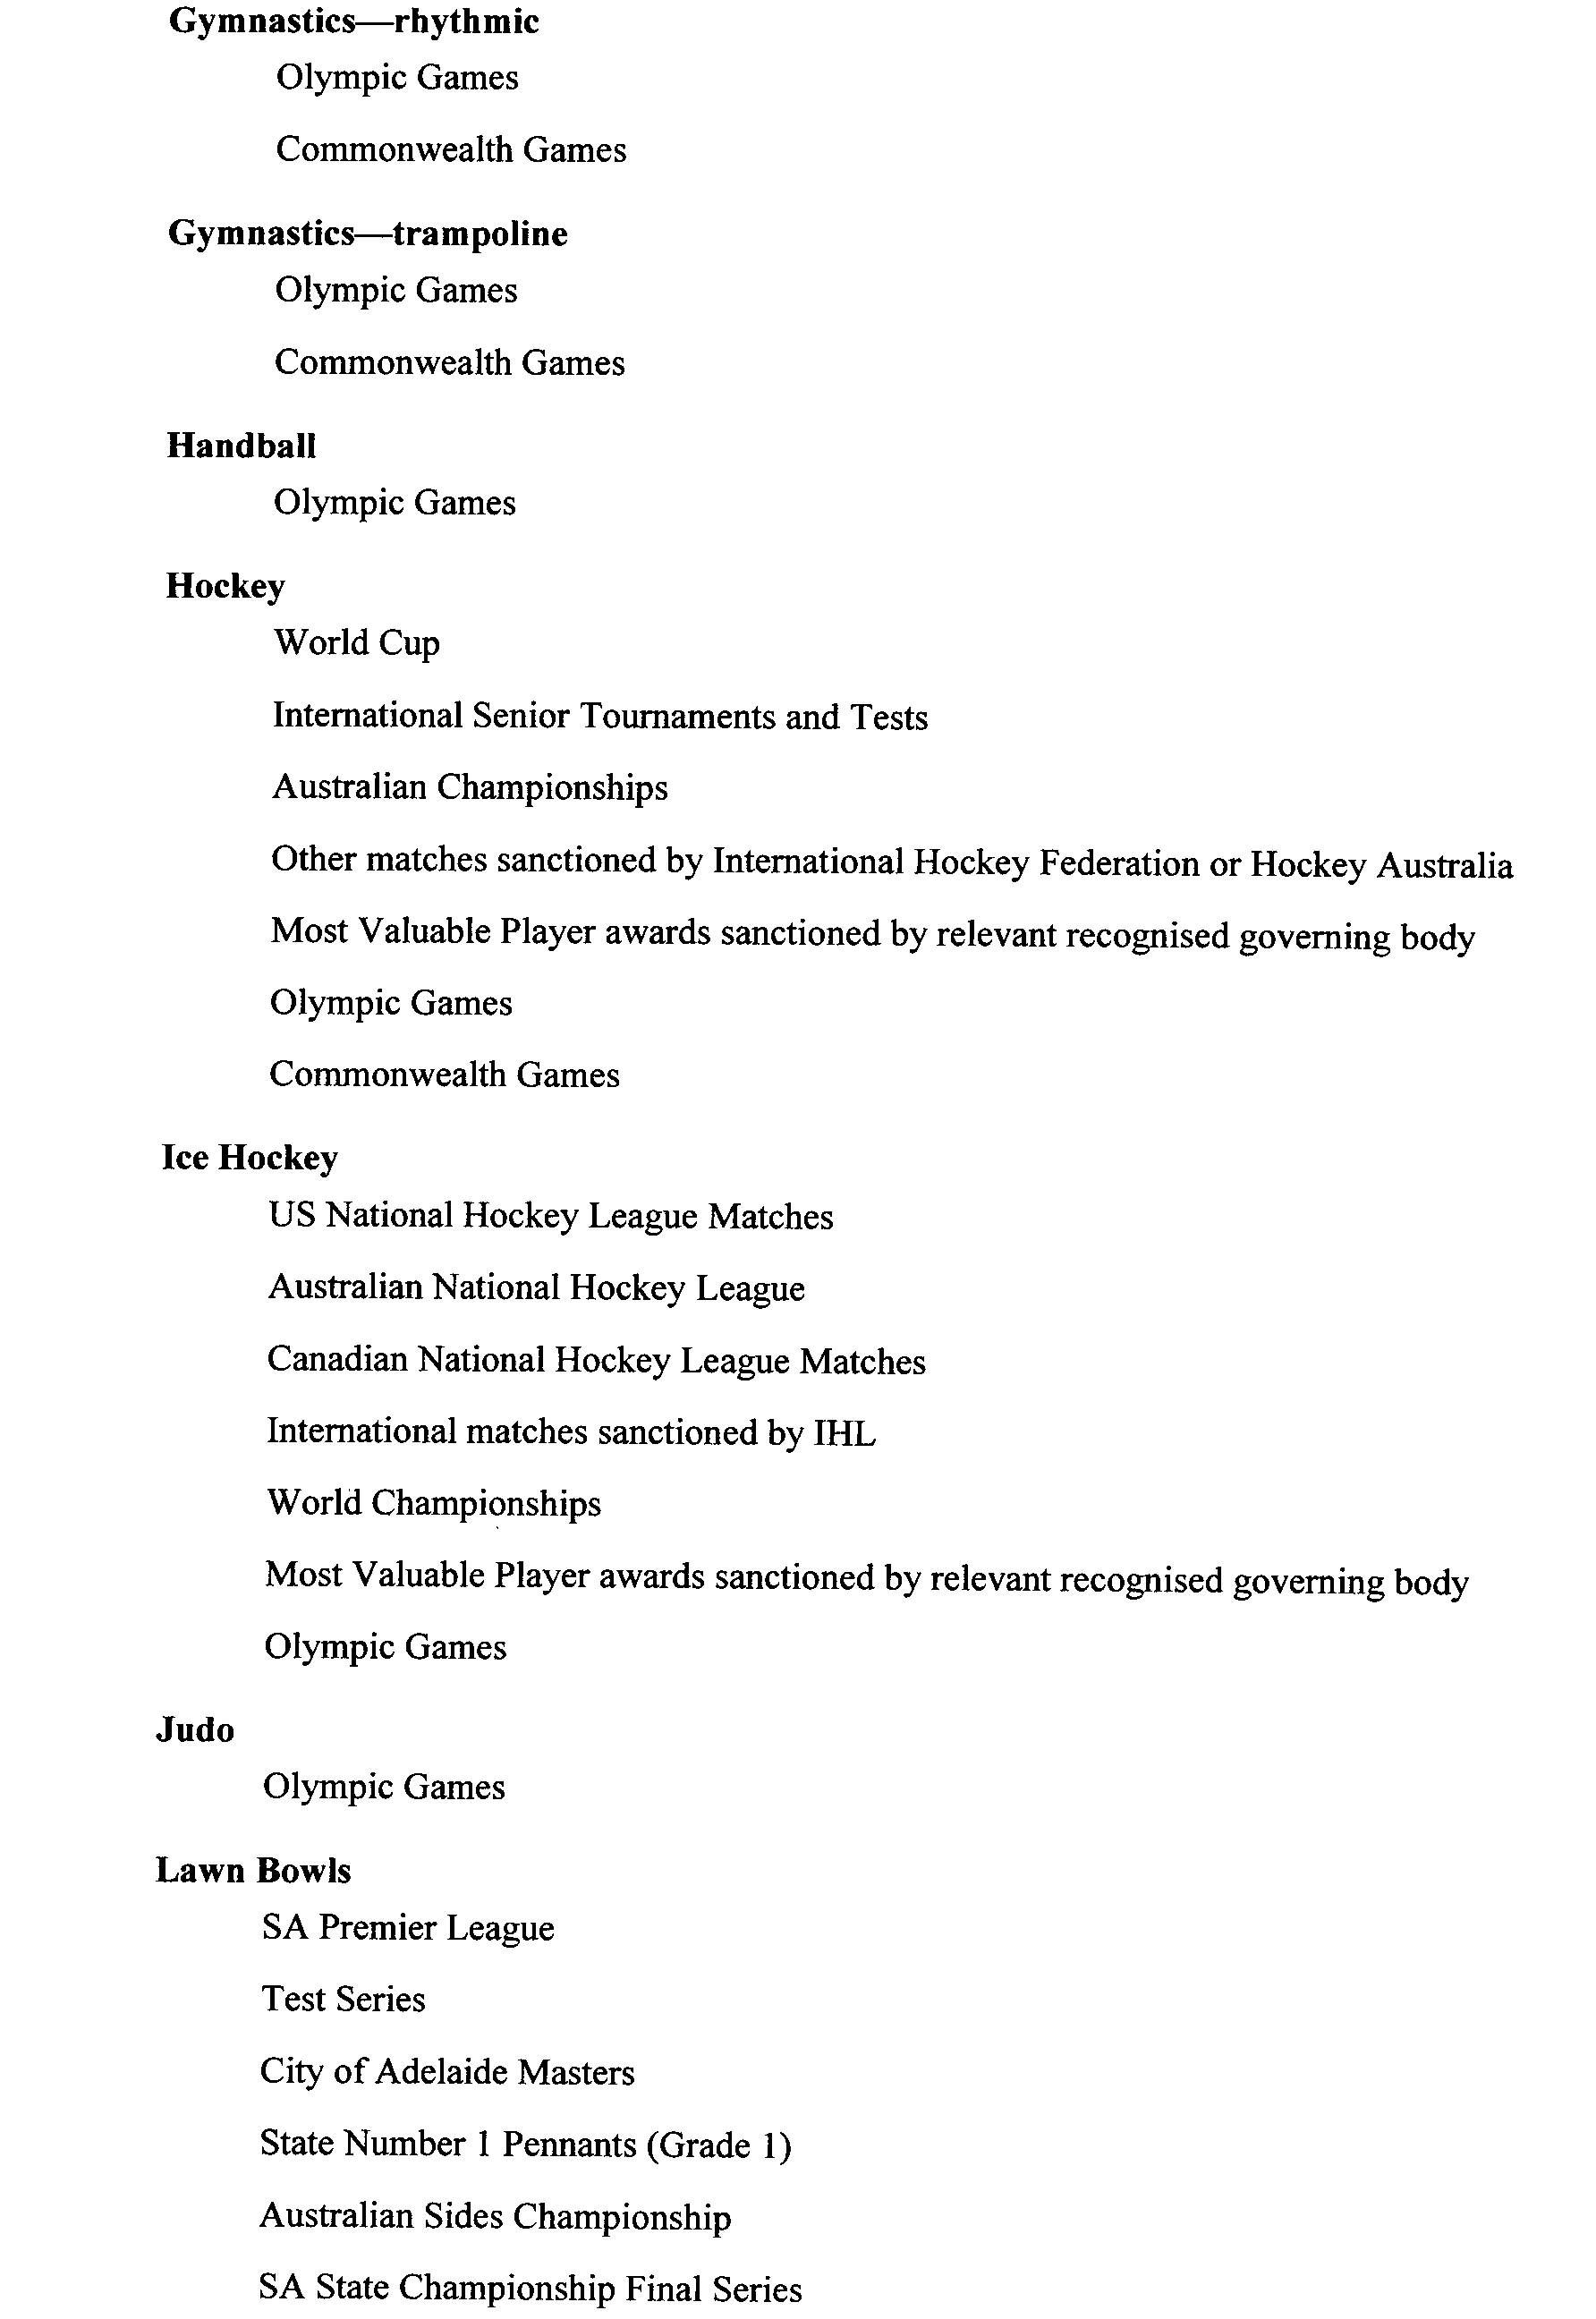 Gymnastics—rhythmic
Olympic Games
Commonwealth Games
Gymnastics—trampoline
Olympic Games
Commonwealth Games
Handball
Olympic Games
Hockey
World Cup
International Senior Tournaments and Tests
Australian Championships
Other matches sanctioned by International Hockey Federation or Hockey Australia
Most Valuable Player awards sanctioned by relevant recognised governing body
Olympic Games
Commonwealth Games
Ice Hockey
US National Hockey League Matches
Australian National Hockey League
Canadian National Hockey League Matches
International matches sanctioned by IHL
World Championships
Most Valuable Player awards sanctioned by relevant recognised governing body
Olympic Games
Judo
Olympic Games
Lawn Bowls
SA Premier League
Test Series
City of Adelaide Masters
State Number 1 Pennants (Grade 1)
Australian Sides Championship
SA State Championship Final Series